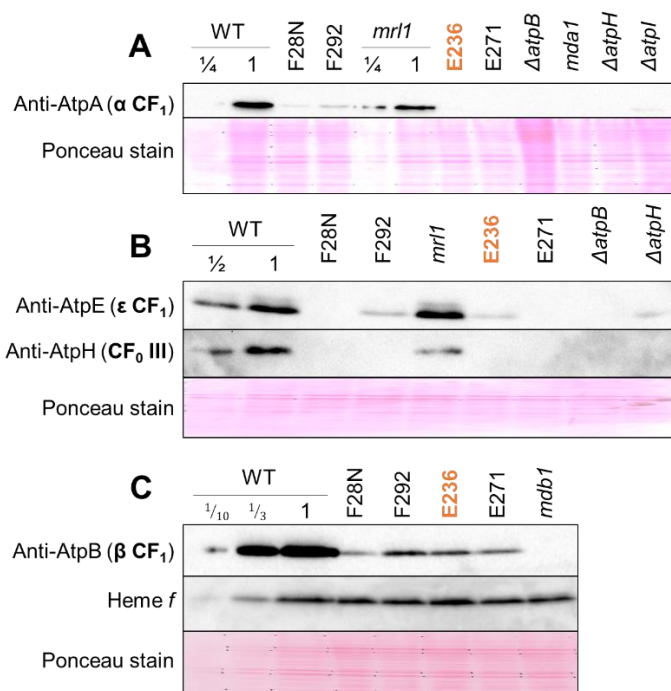 A
WT
mrl1
¼ 1 F28N F292 ¼ 1 E236 E271 ΔatpB mda1 ΔatpH ΔatpI
Anti-AtpA (α CF₁)
Ponceau stain
B
WT
½ 1 F28N F292 mrl1 E236 E271 ΔatpB ΔatpH
Anti-AtpE (ε CF₁)
Anti-AtpH (CF₀ III)
Ponceau stain
C
WT
¹/₁₀ ¹/₃ 1 F28N F292 E236 E271 mdb1
Anti-AtpB (β CF₁)
Heme f
Ponceau stain